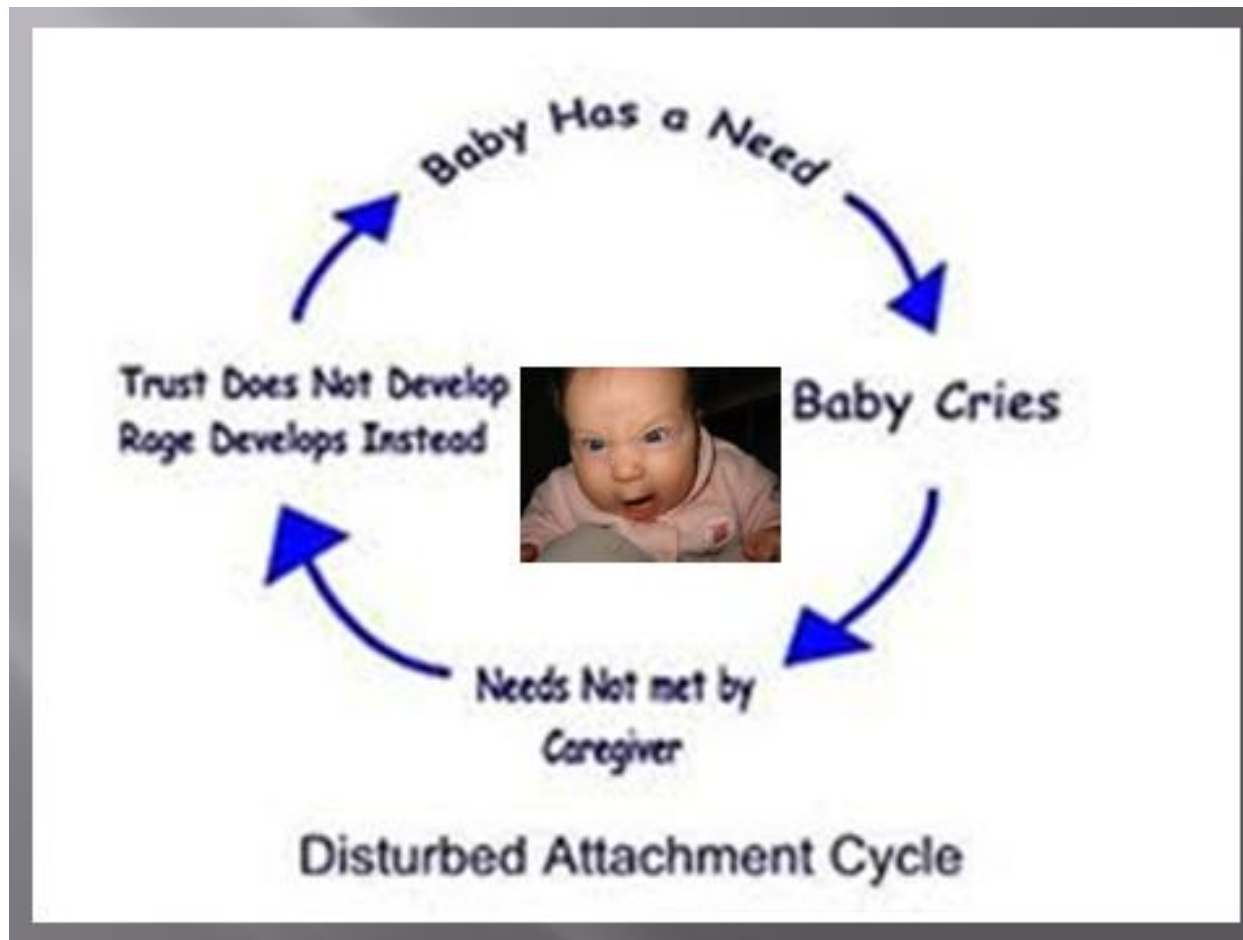 Baby Has a Need
Baby Cries
Needs Not met by
Caregiver
Trust Does Not Develop
Rage Develops Instead
Disturbed Attachment Cycle